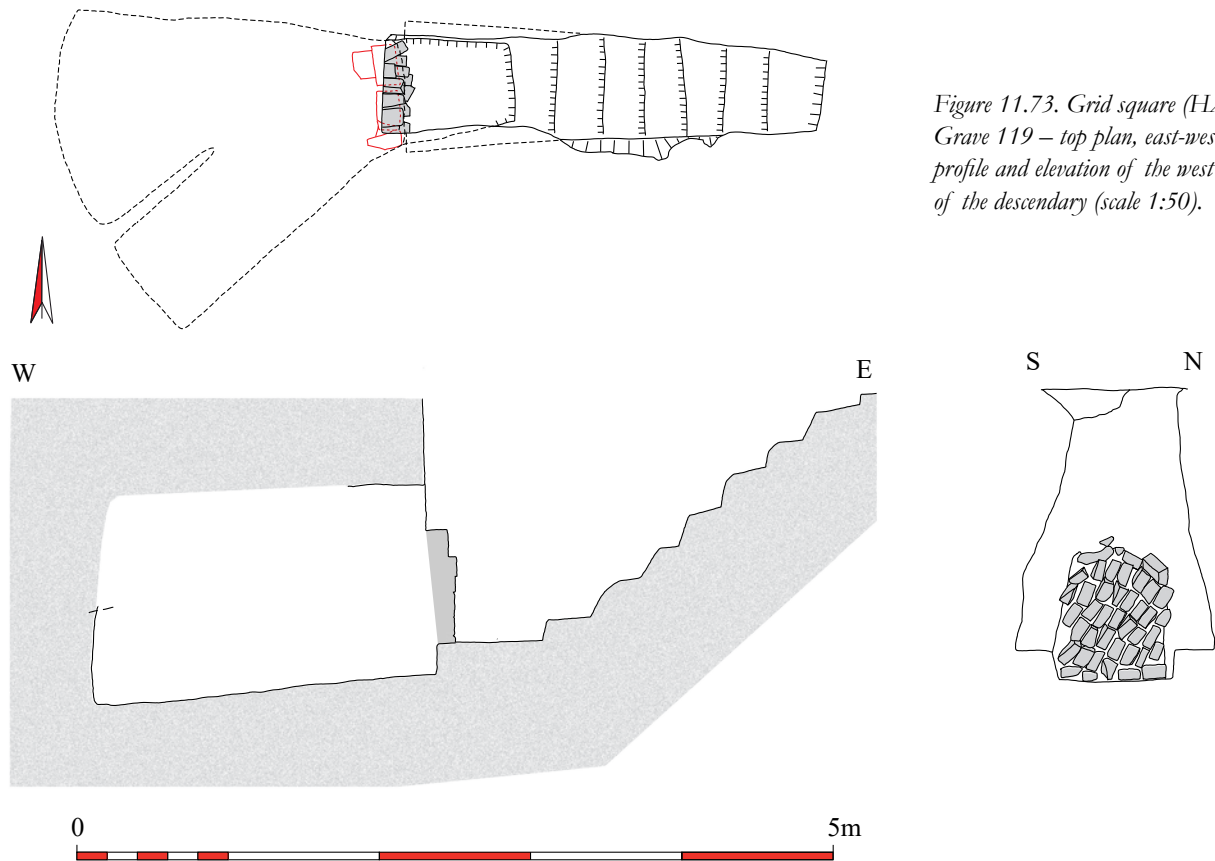 Figure 11.73. Grid square (HA
Grave 119 – top plan, east-wes
profile and elevation of the west
of the descendary (scale 1:50).
W
E
S
N
0
5m